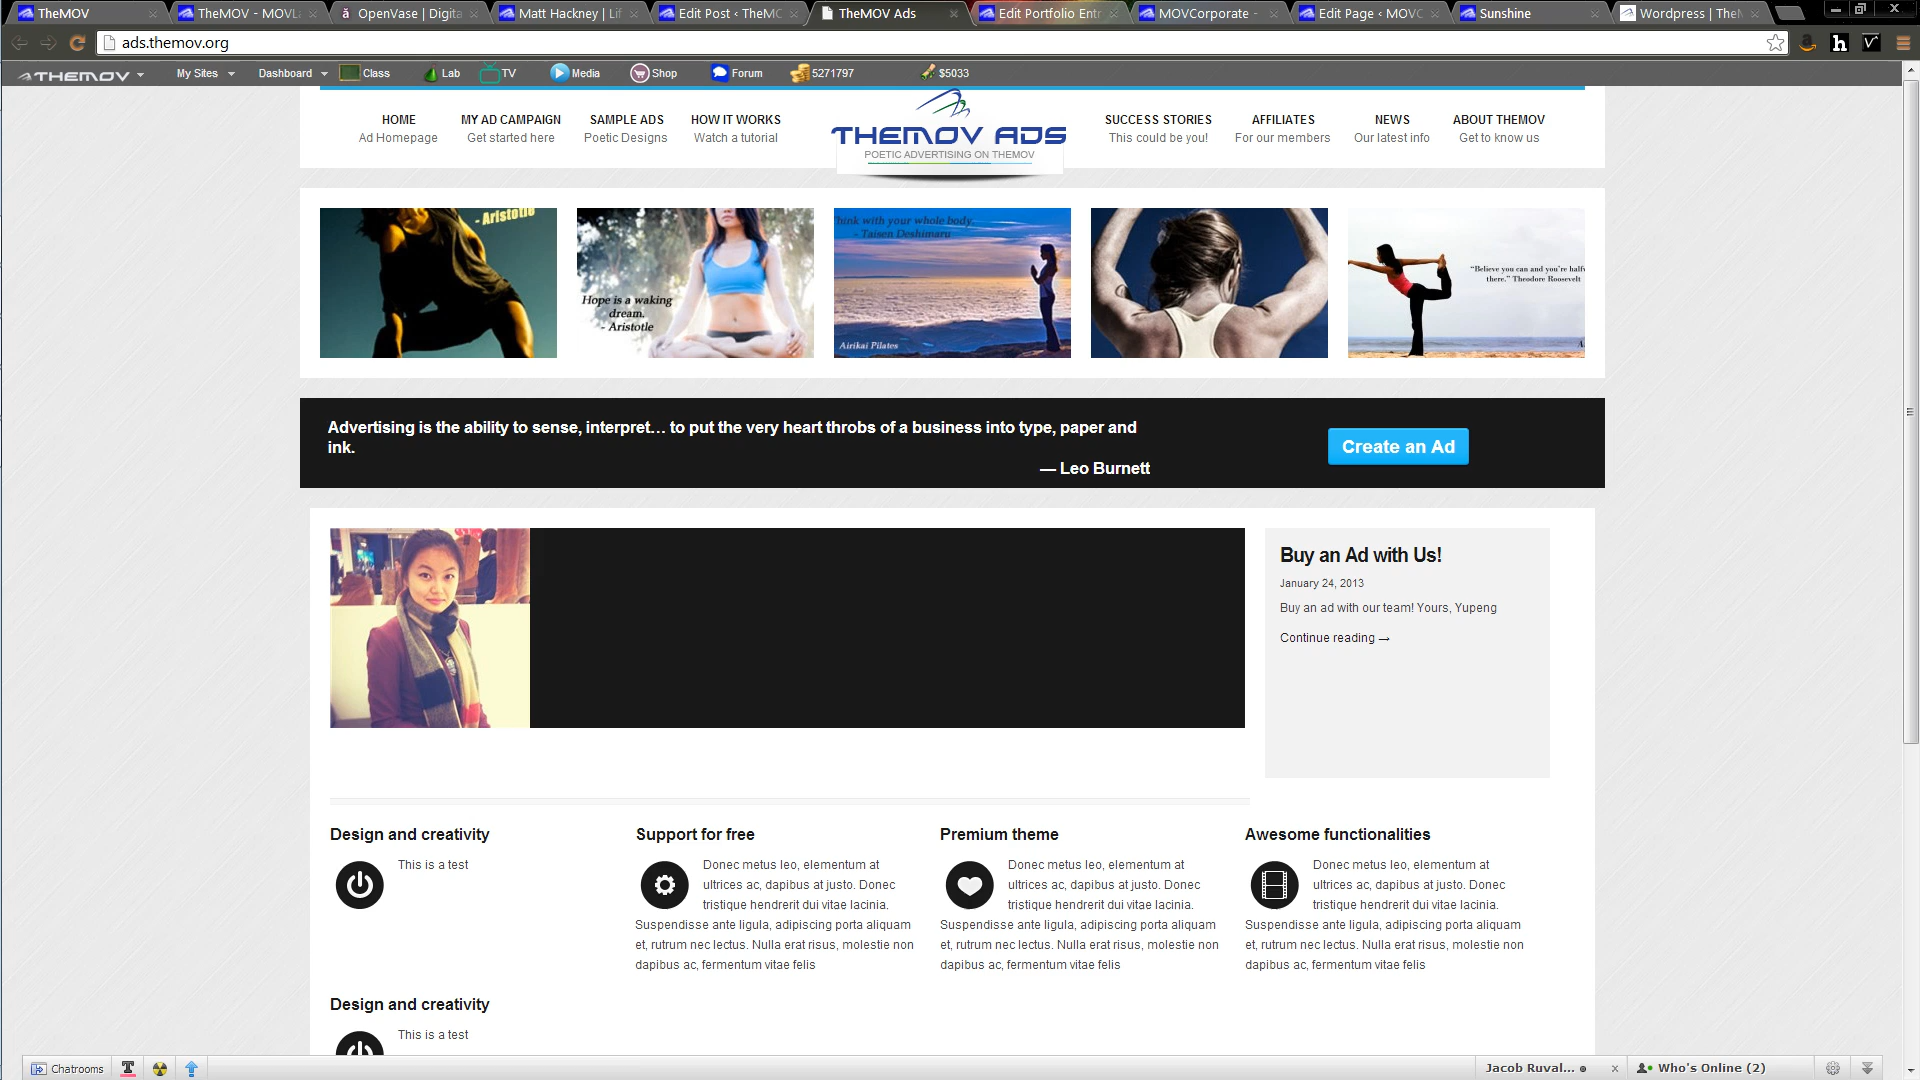 TheMOV
TheMOV - MOVLa
OpenVase | Digita
Matt Hackney | Lif
Edit Post ‹ TheMO
TheMOV Ads
Edit Portfolio Entr
MOVCorporate -
Edit Page ‹ MOVC
Sunshine
Wordpress | TheM
ads.themov.org
THEMOV
My Sites
Dashboard
Class
Lab
TV
Media
Shop
Forum
5271797
$5033
HOME
Ad Homepage
MY AD CAMPAIGN
Get started here
SAMPLE ADS
Poetic Designs
HOW IT WORKS
Watch a tutorial
THEMOV ADS
POETIC ADVERTISING ON THEMOV
SUCCESS STORIES
This could be you!
AFFILIATES
For our members
NEWS
Our latest info
ABOUT THEMOV
Get to know us
- Aristotle
Hope is a waking
dream.
- Aristotle
Think with your whole body.
- Taisen Deshimaru
Airikai Pilates
“Believe you can and you're half
there.” Theodore Roosevelt
Advertising is the ability to sense, interpret… to put the very heart throbs of a business into type, paper and
ink.
— Leo Burnett
Create an Ad
Buy an Ad with Us!
January 24, 2013
Buy an ad with our team! Yours, Yupeng
Continue reading →
Design and creativity
This is a test
Support for free
Donec metus leo, elementum at
ultrices ac, dapibus at justo. Donec
tristique hendrerit dui vitae lacinia.
Suspendisse ante ligula, adipiscing porta aliquam
et, rutrum nec lectus. Nulla erat risus, molestie non
dapibus ac, fermentum vitae felis
Premium theme
Donec metus leo, elementum at
ultrices ac, dapibus at justo. Donec
tristique hendrerit dui vitae lacinia.
Suspendisse ante ligula, adipiscing porta aliquam
et, rutrum nec lectus. Nulla erat risus, molestie non
dapibus ac, fermentum vitae felis
Awesome functionalities
Donec metus leo, elementum at
ultrices ac, dapibus at justo. Donec
tristique hendrerit dui vitae lacinia.
Suspendisse ante ligula, adipiscing porta aliquam
et, rutrum nec lectus. Nulla erat risus, molestie non
dapibus ac, fermentum vitae felis
Design and creativity
This is a test
Chatrooms
Jacob Ruval...
Who's Online (2)